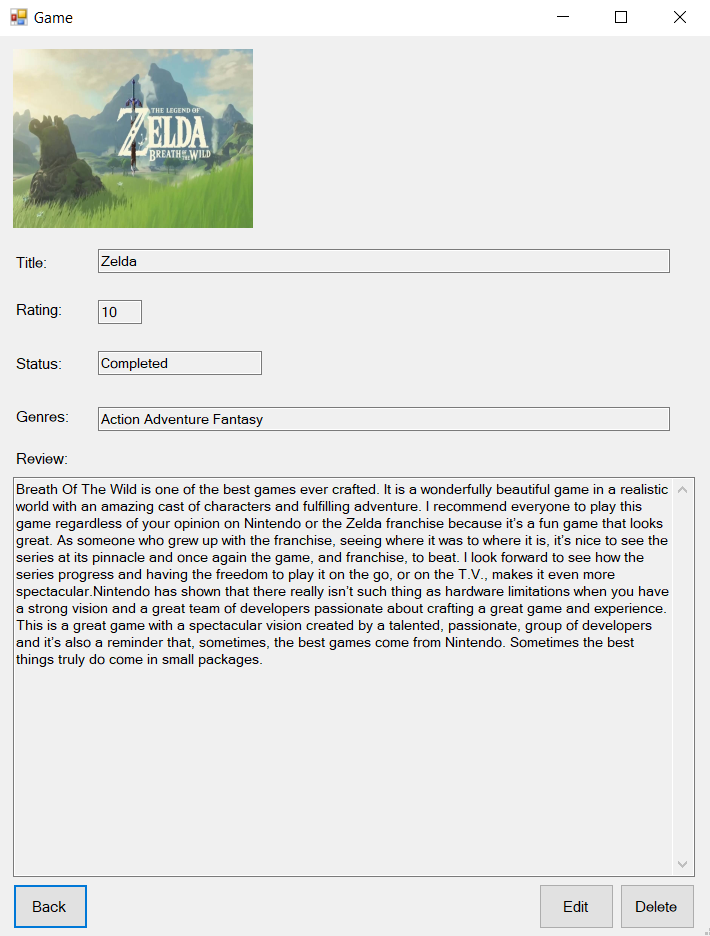 Game
THE LEGEND OF
ZELDA
BREATH OF THE WILD
Title:
Zelda
Rating:
10
Status:
Completed
Genres:
Action Adventure Fantasy
Review:
Breath Of The Wild is one of the best games ever crafted. It is a wonderfully beautiful game in a realistic
world with an amazing cast of characters and fulfilling adventure. I recommend everyone to play this
game regardless of your opinion on Nintendo or the Zelda franchise because it’s a fun game that looks
great. As someone who grew up with the franchise, seeing where it was to where it is, it’s nice to see the
series at its pinnacle and once again the game, and franchise, to beat. I look forward to see how the
series progress and having the freedom to play it on the go, or on the T.V., makes it even more
spectacular.Nintendo has shown that there really isn’t such thing as hardware limitations when you have
a strong vision and a great team of developers passionate about crafting a great game and experience.
This is a great game with a spectacular vision created by a talented, passionate, group of developers
and it’s also a reminder that, sometimes, the best games come from Nintendo. Sometimes the best
things truly do come in small packages.
Back
Edit
Delete